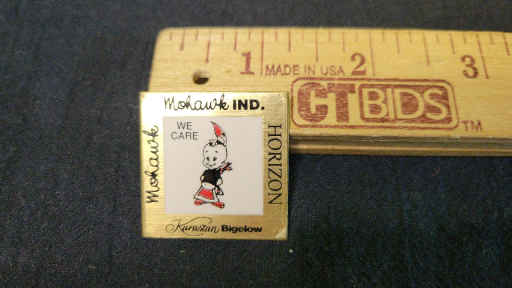 1 MADE IN USA 2 3
CTBIDS
TM
Mohawk IND.
WE
CARE
Mohawk
HORIZON
Karastan Bigelow